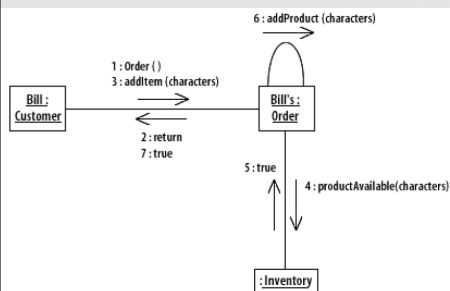 6 : addProduct (characters)
1 : Order ( )
3 : addItem (characters)
Bill :
Customer
Bill's :
Order
2 : return
7 : true
5 : true
4 : productAvailable(characters)
: Inventory